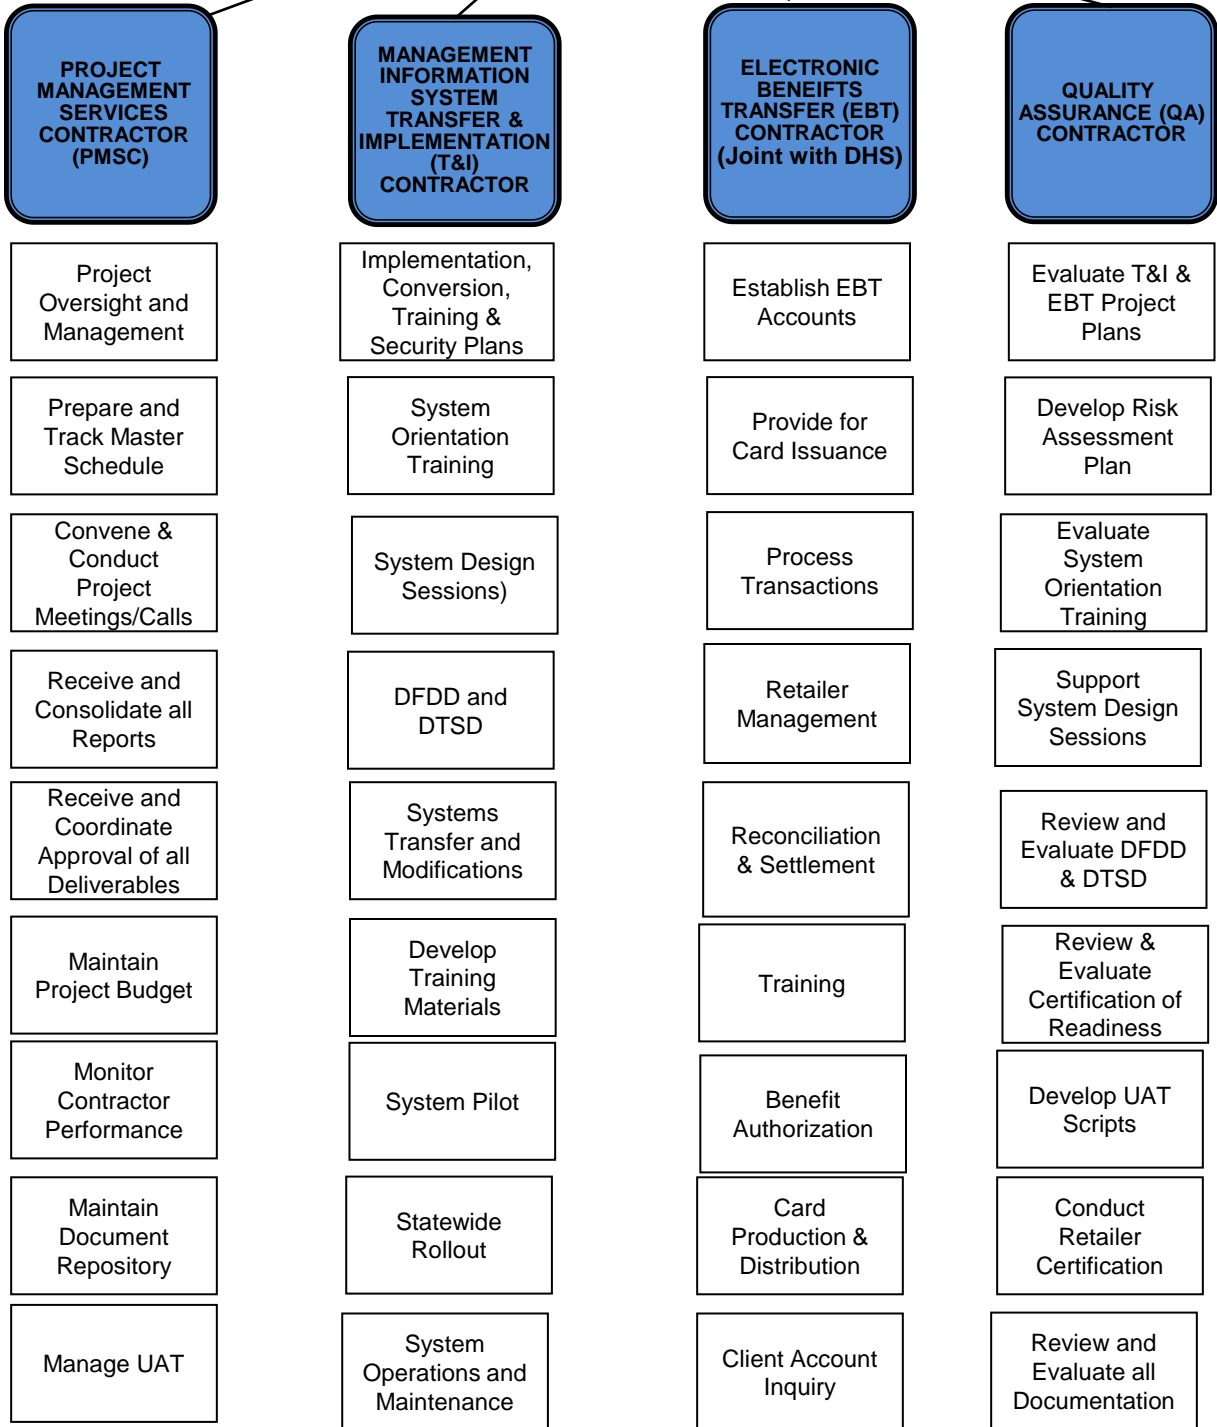 PROJECT
MANAGEMENT
SERVICES
CONTRACTOR
(PMSC)
MANAGEMENT
INFORMATION
SYSTEM
TRANSFER &
IMPLEMENTATION
(T&I)
CONTRACTOR
ELECTRONIC
BENEIFTS
TRANSFER (EBT)
CONTRACTOR
(Joint with DHS)
QUALITY
ASSURANCE (QA)
CONTRACTOR
Project
Oversight and
Management
Implementation,
Conversion,
Training &
Security Plans
Establish EBT
Accounts
Evaluate T&I &
EBT Project
Plans
Prepare and
Track Master
Schedule
System
Orientation
Training
Provide for
Card Issuance
Develop Risk
Assessment
Plan
Convene &
Conduct
Project
Meetings/Calls
System Design
Sessions)
Process
Transactions
Evaluate
System
Orientation
Training
Receive and
Consolidate all
Reports
DFDD and
DTSD
Retailer
Management
Support
System Design
Sessions
Receive and
Coordinate
Approval of all
Deliverables
Systems
Transfer and
Modifications
Reconciliation
& Settlement
Review and
Evaluate DFDD
& DTSD
Maintain
Project Budget
Develop
Training
Materials
Training
Review &
Evaluate
Certification of
Readiness
Monitor
Contractor
Performance
System Pilot
Benefit
Authorization
Develop UAT
Scripts
Maintain
Document
Repository
Statewide
Rollout
Card
Production &
Distribution
Conduct
Retailer
Certification
Manage UAT
System
Operations and
Maintenance
Client Account
Inquiry
Review and
Evaluate all
Documentation